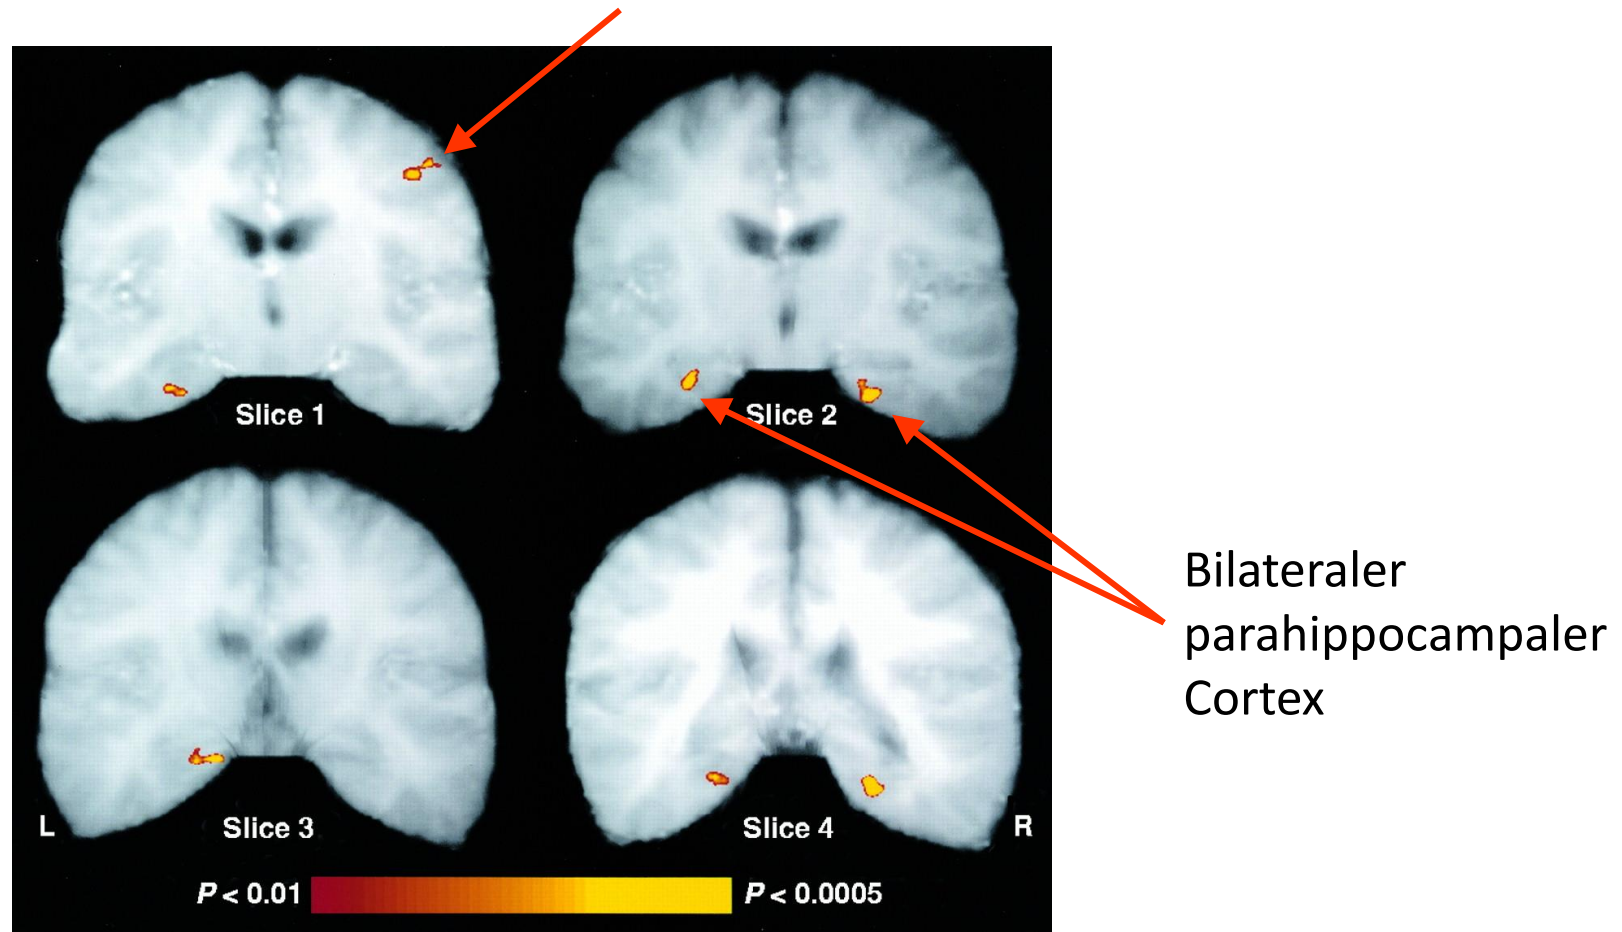 Slice 1
Slice 2
Bilateraler
parahippocampaler
Cortex
L
Slice 3
Slice 4
R
P < 0.01
P < 0.0005